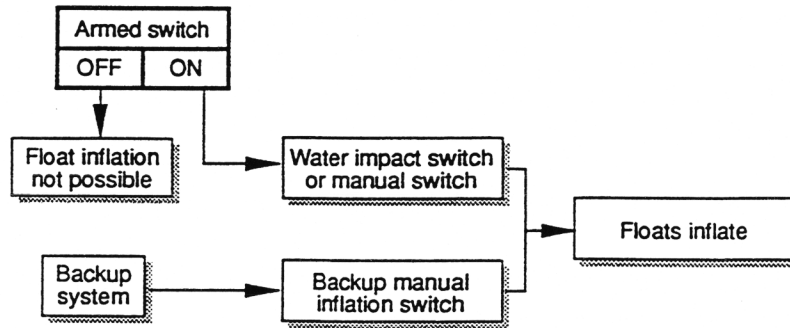 Armed switch
OFF ON
Float inflation
not possible
Water impact switch
or manual switch
Floats inflate
Backup
system
Backup manual
inflation switch